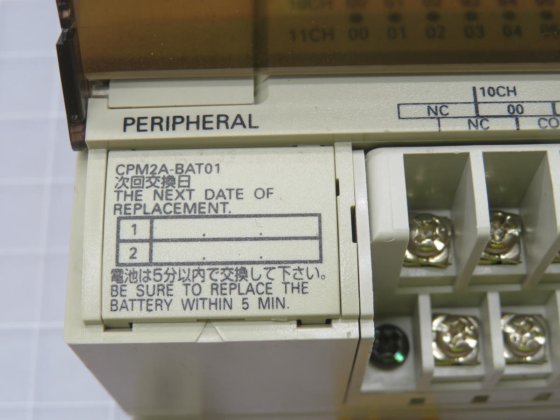 11CH 00 01 02 03 04
PERIPHERAL
10CH
NC 00
NC CO
CPM2A-BAT01
次回交換日
THE NEXT DATE OF
REPLACEMENT.
1 . .
2 . .
電池は5分以内で交換して下さい。
BE SURE TO REPLACE THE
BATTERY WITHIN 5 MIN.